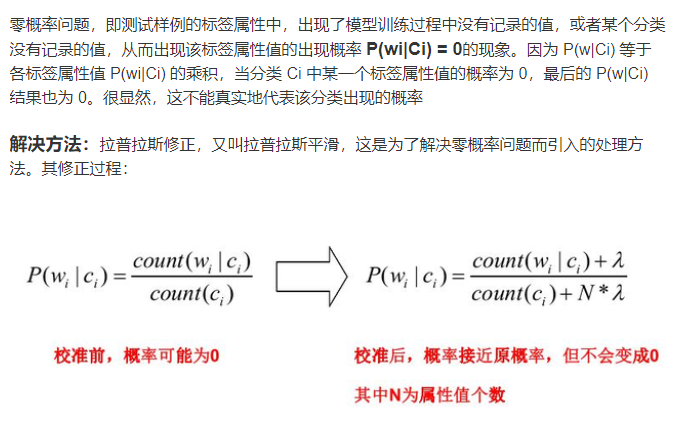 零概率问题，即测试样例的标签属性中，出现了模型训练过程中没有记录的值，或者某个分类
没有记录的值，从而出现该标签属性值的出现概率 P(wi|Ci) = 0的现象。因为 P(w|Ci) 等于
各标签属性值 P(wi|Ci) 的乘积，当分类 Ci 中某一个标签属性值的概率为 0，最后的 P(w|Ci)
结果也为 0。很显然，这不能真实地代表该分类出现的概率
解决方法：拉普拉斯修正，又叫拉普拉斯平滑，这是为了解决零概率问题而引入的处理方
法。其修正过程：
P(w_i | c_i) = count(w_i | c_i) / count(c_i)
P(w_i | c_i) = (count(w_i | c_i) + λ) / (count(c_i) + N * λ)
校准前，概率可能为0
校准后，概率接近原概率，但不会变成0
其中N为属性值个数